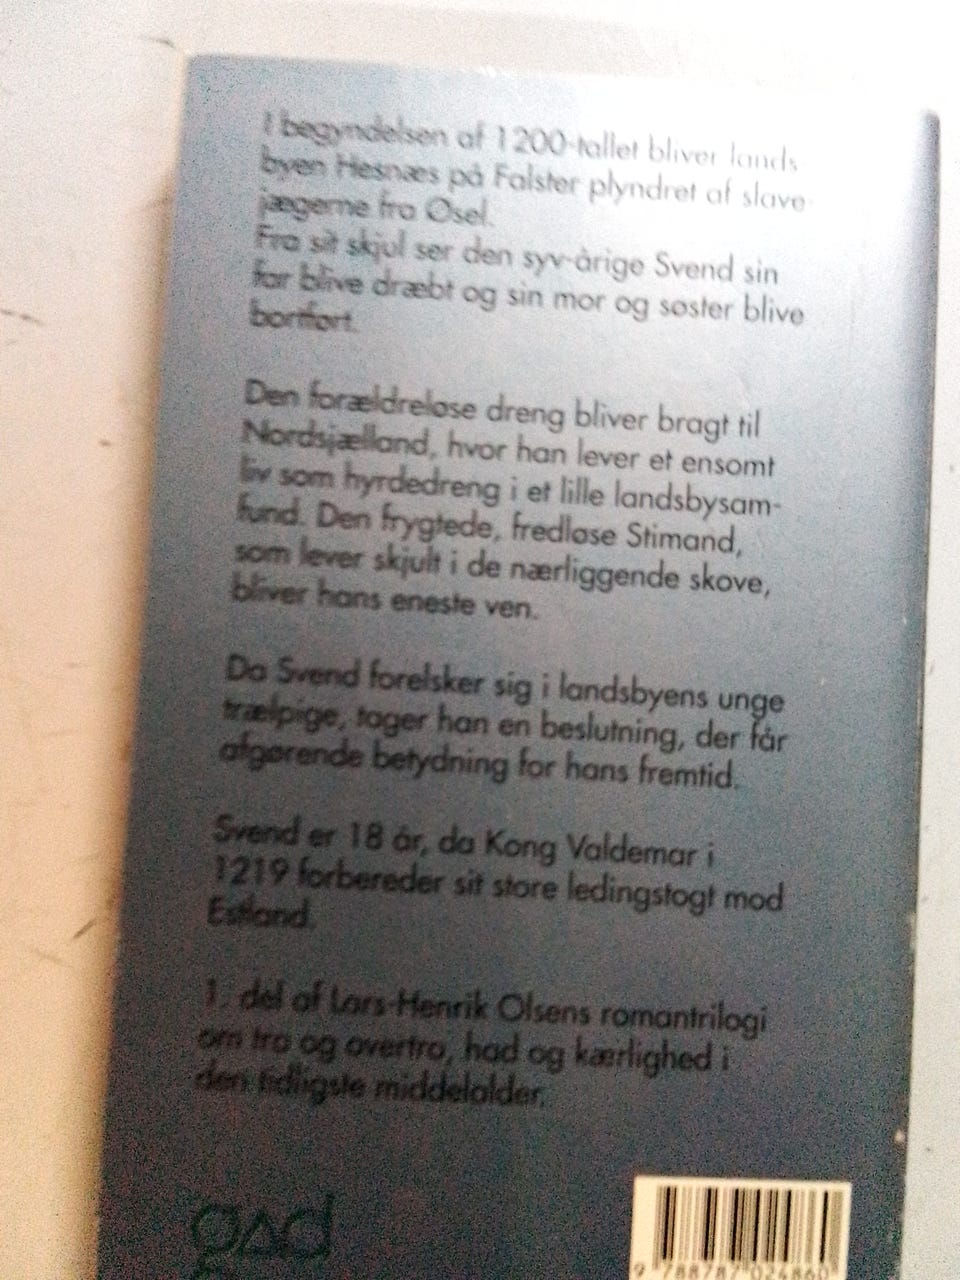 I begyndelsen af 1200-tallet bliver lands
byen Hesnæs på Falster plyndret af slave-
jægerne fra Øsel.
Fra sit skjul ser den syv-årige Svend sin
far blive dræbt og sin mor og søster blive
bortført.
Den forældreløse dreng bliver bragt til
Nordsjælland, hvor han lever et ensomt
liv som hyrdedreng i et lille landsbysam-
fund. Den frygtede, fredløse Stimand,
som lever skjult i de nærliggende skove,
bliver hans eneste ven.
Da Svend forelsker sig i landsbyens unge
trælpige, tager han en beslutning, der får
afgørende betydning for hans fremtid.
Svend er 18 år, da Kong Valdemar i
1219 forbereder sit store ledingstogt mod
Estland.
1. del af Lars-Henrik Olsens romantrilogi
om tro og overtro, had og kærlighed i
den tidligste middelalder.
gad